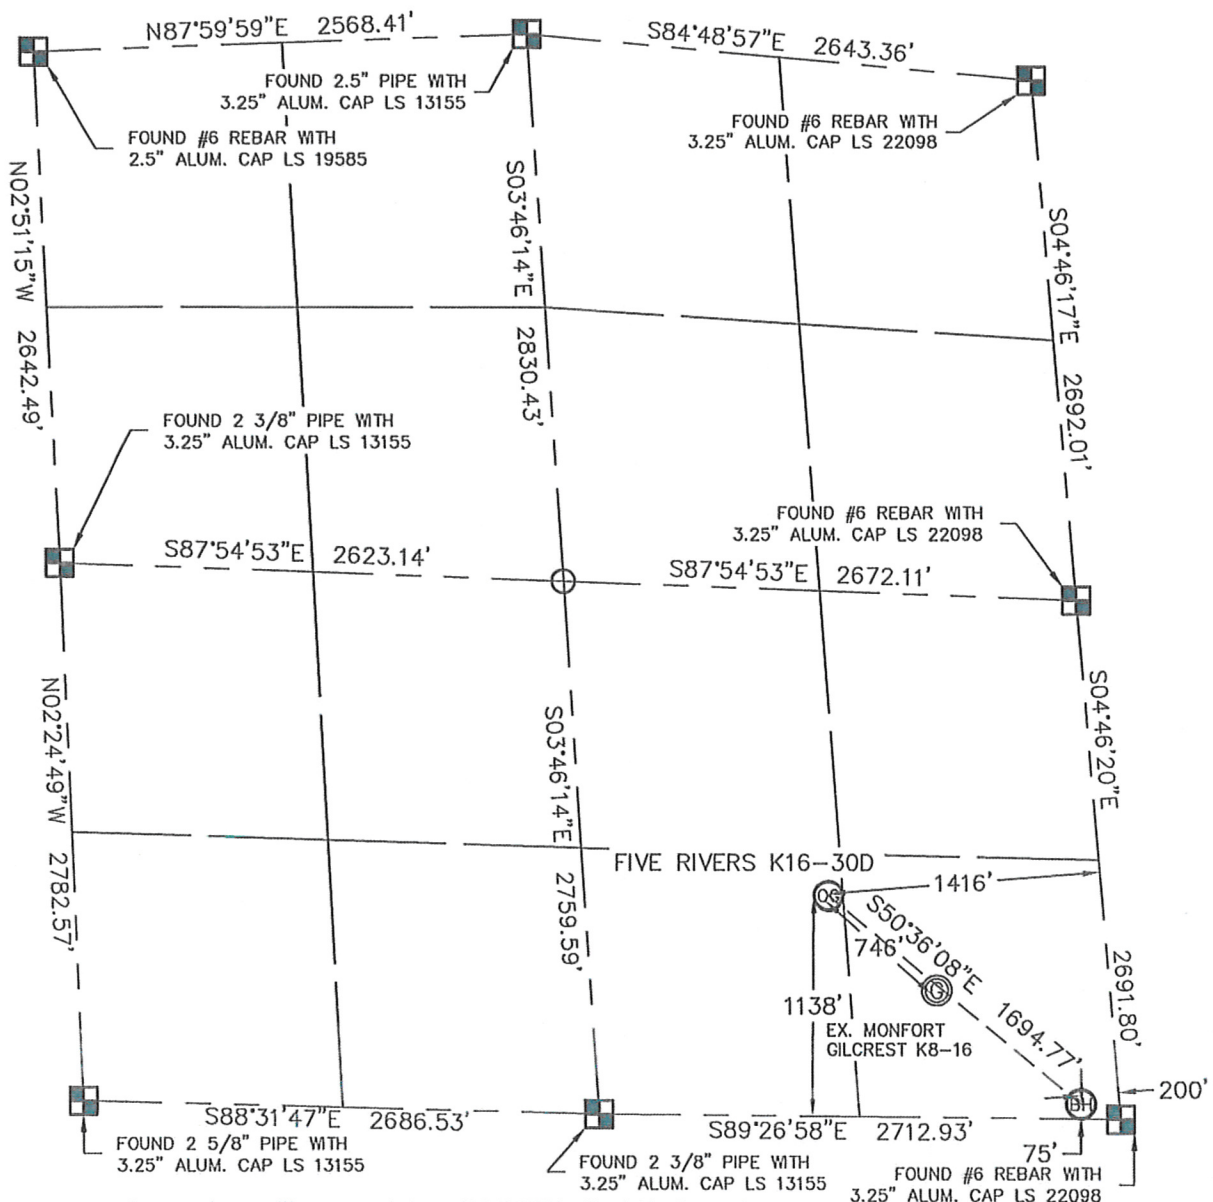 N87°59'59"E 2568.41'
S84°48'57"E 2643.36'
FOUND 2.5" PIPE WITH
3.25" ALUM. CAP LS 13155
FOUND #6 REBAR WITH
3.25" ALUM. CAP LS 22098
FOUND #6 REBAR WITH
2.5" ALUM. CAP LS 19585
N02°51'15"W 2642.49'
S03°46'14"E 2830.43'
S04°46'17"E 2692.01'
FOUND 2 3/8" PIPE WITH
3.25" ALUM. CAP LS 13155
FOUND #6 REBAR WITH
3.25" ALUM. CAP LS 22098
S87°54'53"E 2623.14'
S87°54'53"E 2672.11'
N02°24'49"W 2782.57'
S03°46'14"E 2759.59'
S04°46'20"E 2691.80'
FIVE RIVERS K16-30D
1416'
OG
S50°36'08"E 1694.77'
746'
G
1138'
EX. MONFORT
GILCREST K8-16
200'
BH
S88°31'47"E 2686.53'
S89°26'58"E 2712.93'
75'
FOUND 2 5/8" PIPE WITH
3.25" ALUM. CAP LS 13155
FOUND 2 3/8" PIPE WITH
3.25" ALUM. CAP LS 13155
FOUND #6 REBAR WITH
3.25" ALUM. CAP LS 22098